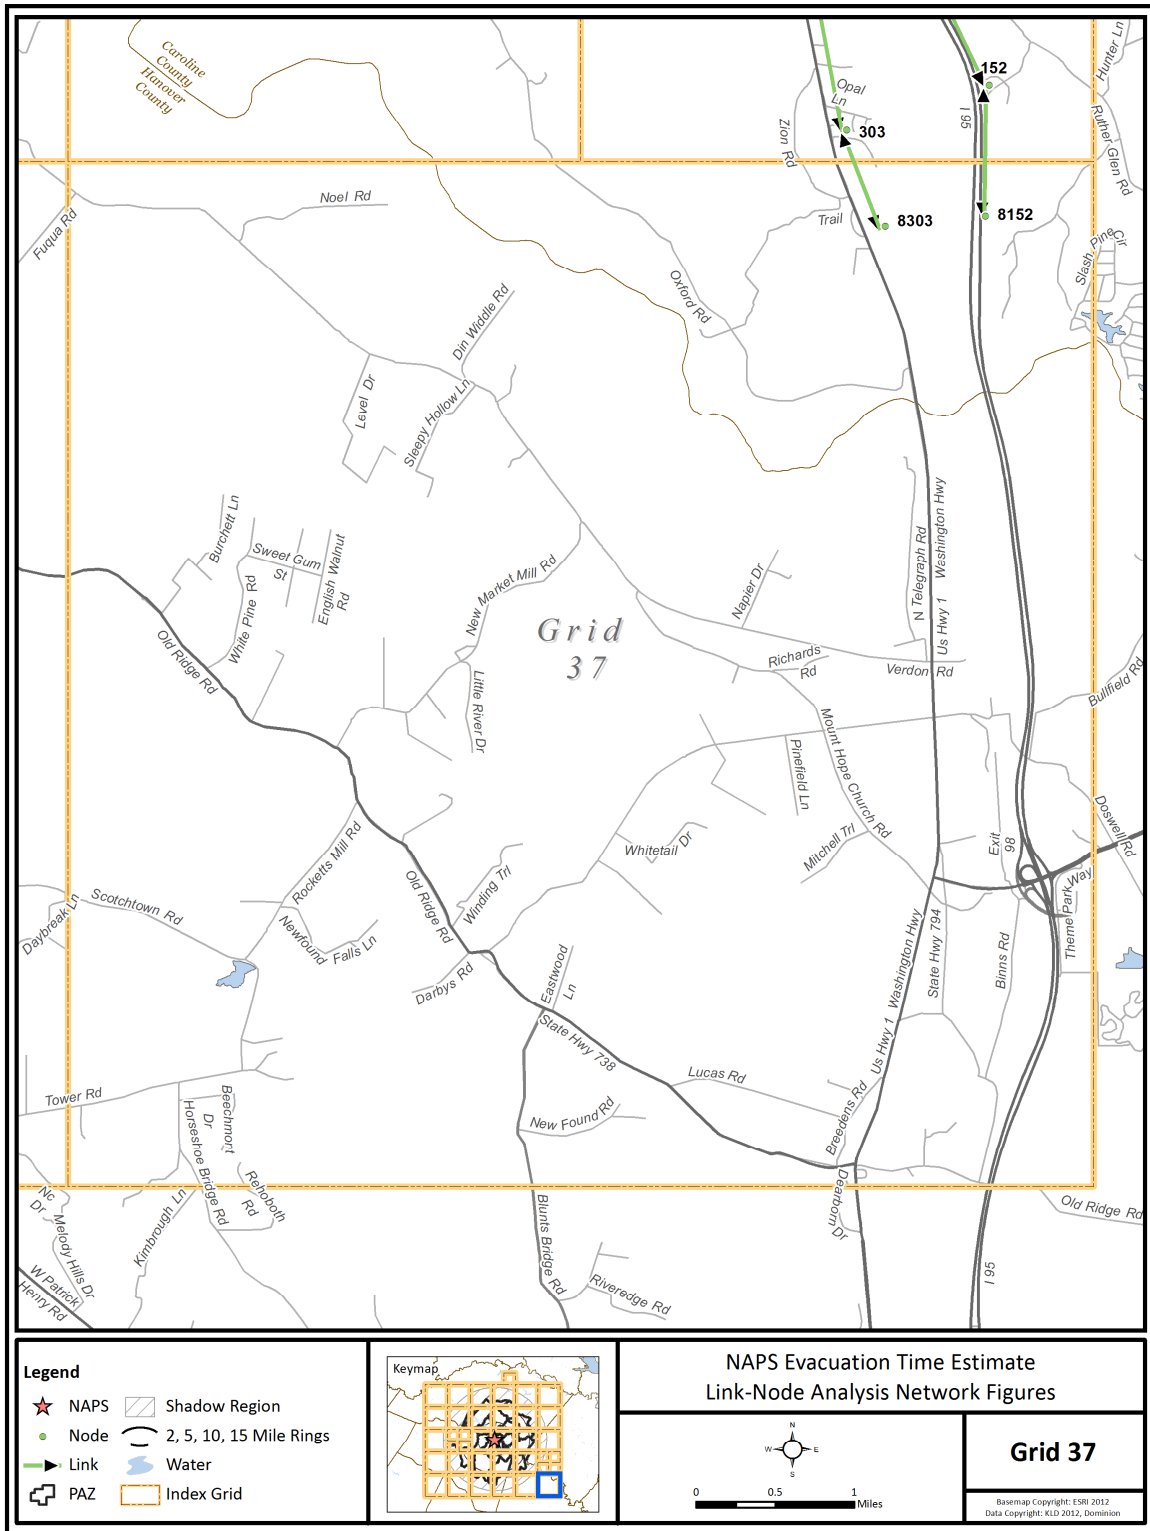 Caroline
County
Hanover
County
Opal
Ln
303
152
I 95
Hunter Ln
Ruther Glen Rd
Zion Rd
Trail
8303
8152
Slash Pine
Cir
Noel Rd
Fuqua Rd
Oxford Rd
Din Widdle Rd
Level Dr
Sleepy Hollow Ln
Burchett Ln
Sweet Gum
St
English Walnut
Rd
White Pine Rd
New Market Mill Rd
Napier Dr
N Telegraph Rd
Us Hwy 1 Washington Hwy
Grid
37
Old Ridge Rd
Little River Dr
Richards
Rd
Verdon Rd
Bullfield Rd
Mount Hope Church Rd
Pinefield Ln
Mitchell Trl
Whitetail Dr
Exit
98
Doswell Rd
Theme Park Way
Rocketts Mill Rd
Old Ridge Rd
Winding Trl
Scotchtown Rd
Daybreak Ln
Newfound
Falls Ln
Darbys Rd
Eastwood
Ln
Us Hwy 1 Washington Hwy
State Hwy 794
Binns Rd
State Hwy 738
Lucas Rd
New Found Rd
Breedens Rd
Tower Rd
Beechmont
Dr
Horseshoe Bridge Rd
Rehoboth
Rd
Kimbrough Ln
Nc
Dr
Melody Hills Dr
W Patrick
Henry Rd
Blunts Bridge Rd
Riveredge Rd
Dearborn
Dr
Old Ridge Rd
I 95
Legend
NAPS
Shadow Region
Node
2, 5, 10, 15 Mile Rings
Link
Water
PAZ
Index Grid
Keymap
NAPS Evacuation Time Estimate
Link-Node Analysis Network Figures
N
W
E
S
0
0.5
1
Miles
Grid 37
Basemap Copyright: ESRI 2012
Data Copyright: KLD 2012, Dominion